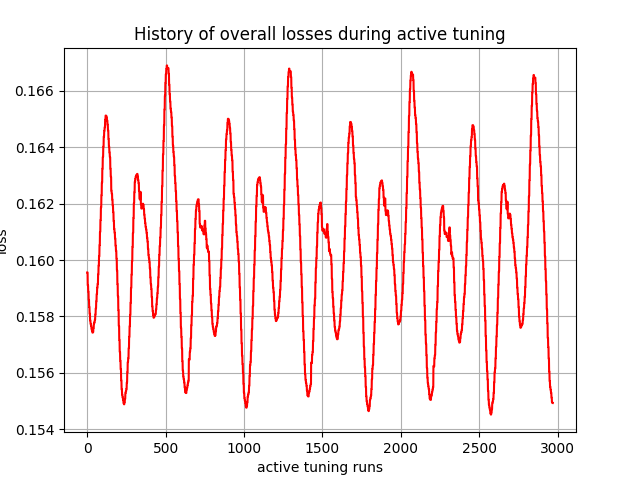 History of overall losses during active tuning
0.166
0.164
0.162
0.160
0.158
0.156
0.154
loss
0 500 1000 1500 2000 2500 3000
active tuning runs